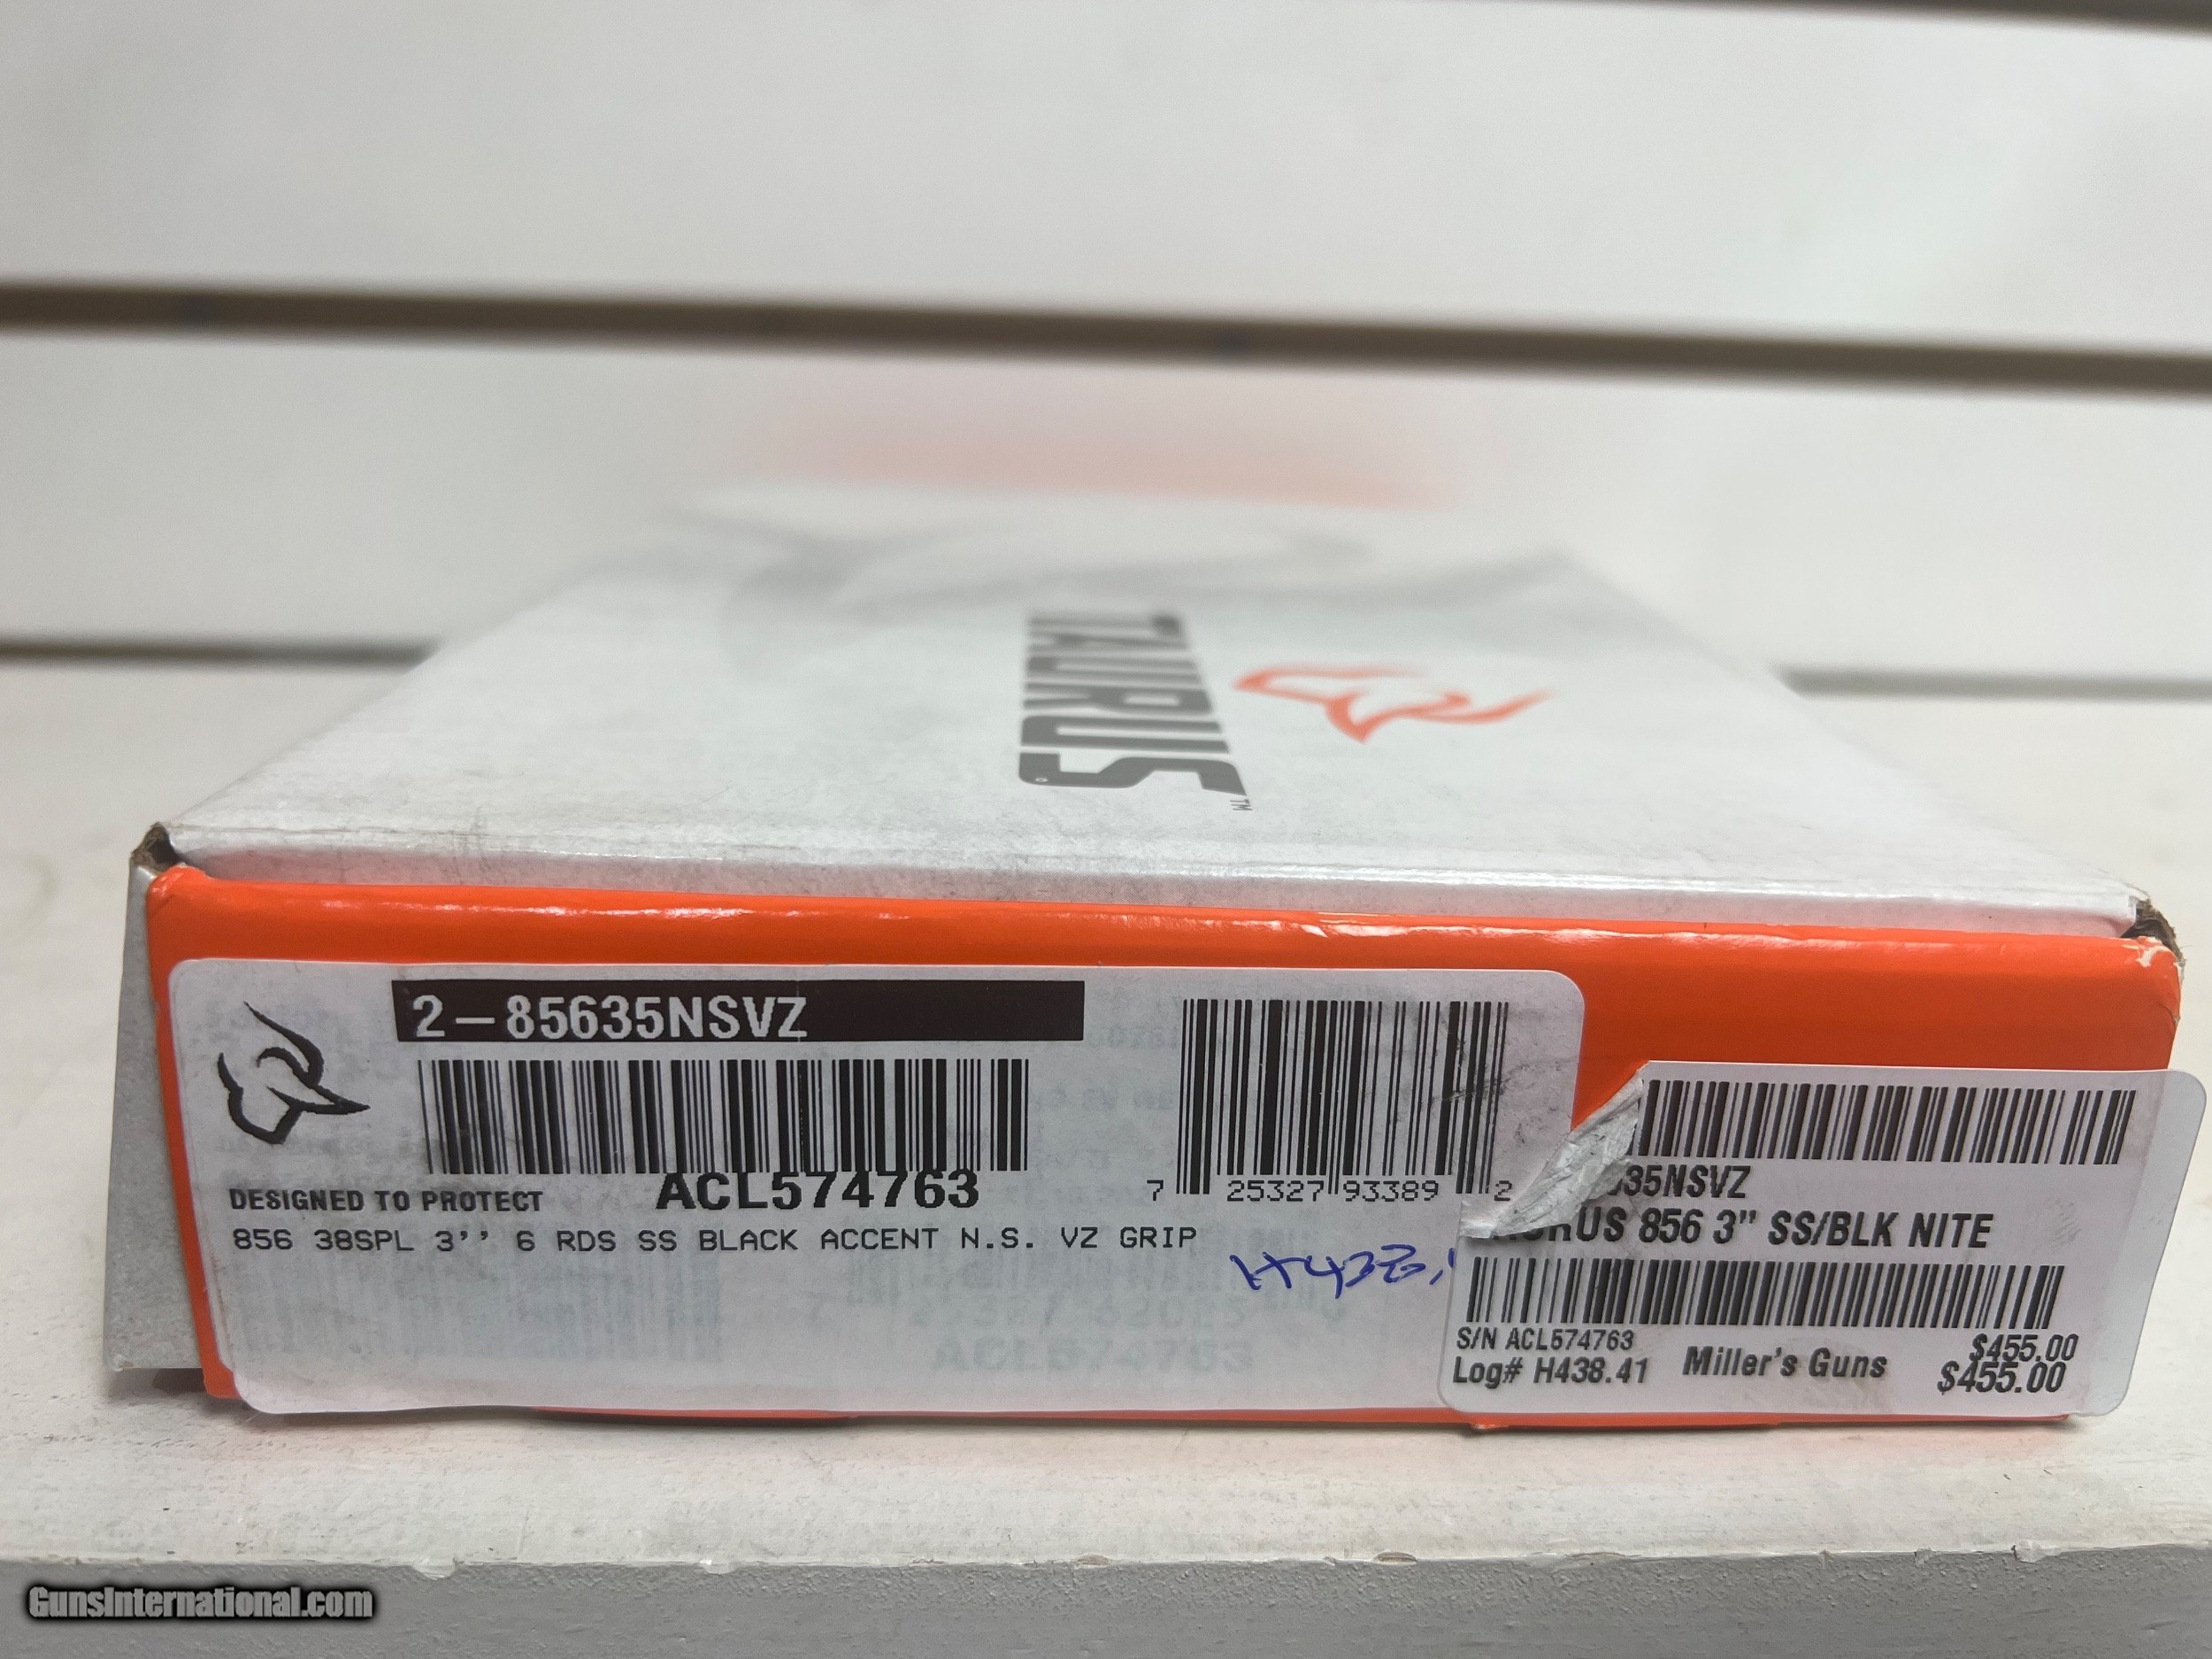 TAURUS™
2-85635NSVZ
ACL574763
DESIGNED TO PROTECT
856 38SPL 3'' 6 RDS SS BLACK ACCENT N.S. VZ GRIP
7 25327 93389 2
35NSVZ
856 3" SS/BLK NITE
S/N ACL574763
Log# H438.41
Miller's Guns
$455.00
$455.00
GunsInternational.com